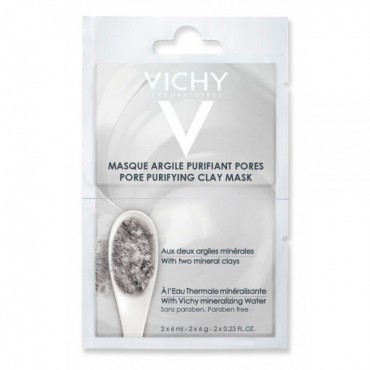 VICHY
LABORATOIRES
V
MASQUE ARGILE PURIFIANT PORES
PORE PURIFYING CLAY MASK
Aux deux argiles minérales
With two mineral clays
À l'Eau Thermale minéralisante
With Vichy mineralizing Water
Sans paraben, Paraben free
2 x 6 ml - 2 x 6 g - 2 x 0.23 FL.OZ.